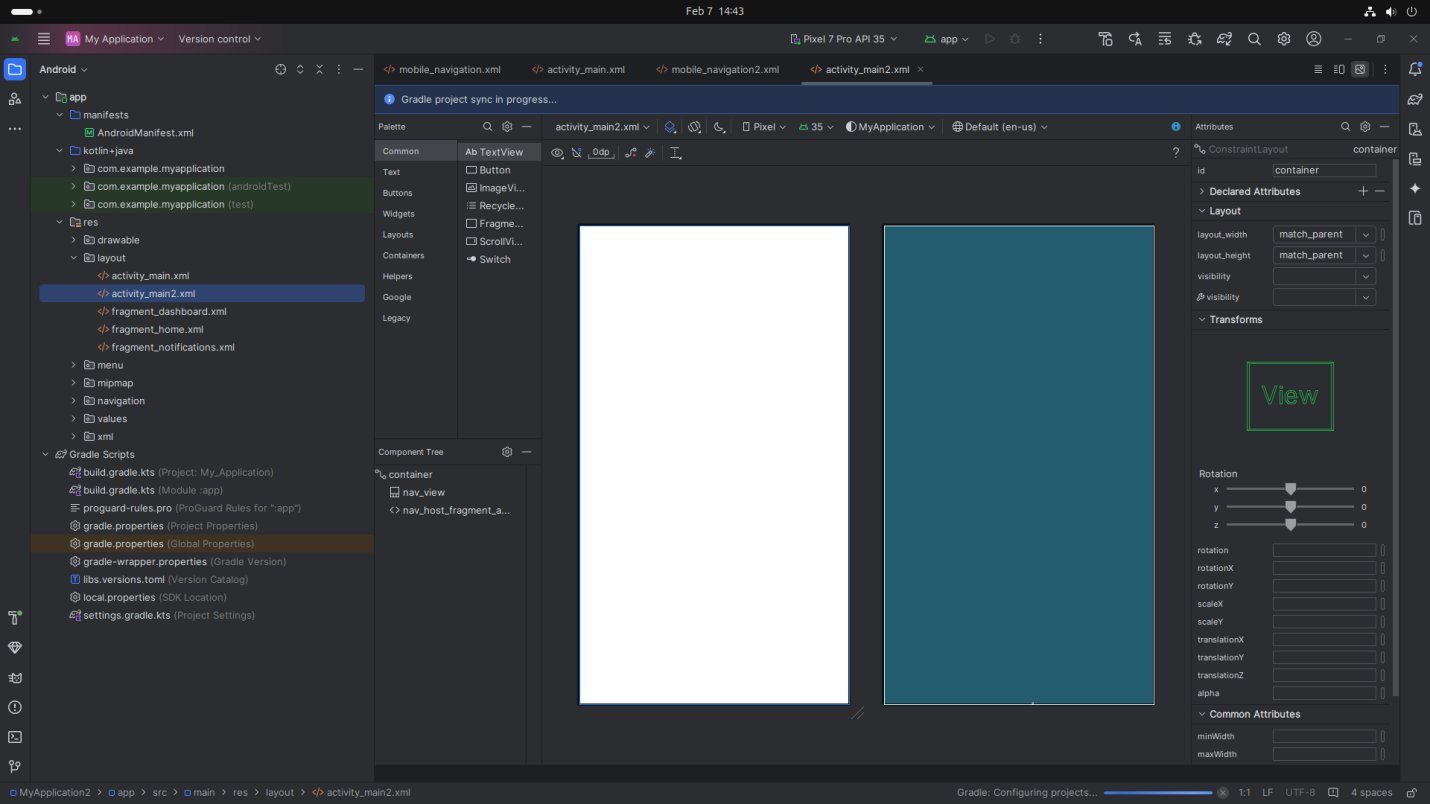 Feb 7 14:43
MA My Application Version control Pixel 7 Pro API 35 app
Android
mobile_navigation.xml activity_main.xml mobile_navigation2.xml activity_main2.xml
Gradle project sync in progress...
app
manifests
AndroidManifest.xml
kotlin+java
com.example.myapplication
com.example.myapplication (androidTest)
com.example.myapplication (test)
res
drawable
layout
activity_main.xml
activity_main2.xml
fragment_dashboard.xml
fragment_home.xml
fragment_notifications.xml
menu
mipmap
navigation
values
xml
Gradle Scripts
build.gradle.kts (Project: My_Application)
build.gradle.kts (Module :app)
proguard-rules.pro (ProGuard Rules for ":app")
gradle.properties (Project Properties)
gradle.properties (Global Properties)
gradle-wrapper.properties (Gradle Version)
libs.versions.toml (Version Catalog)
local.properties (SDK Location)
settings.gradle.kts (Project Settings)
Palette
Common
Text
Buttons
Widgets
Layouts
Containers
Helpers
Google
Legacy
Ab TextView
Button
ImageVi...
Recycle...
Fragme...
ScrollVi...
Switch
Component Tree
container
nav_view
nav_host_fragment_a...
activity_main2.xml Pixel 35 MyApplication Default (en-us)
0dp
?
Attributes
ConstraintLayout container
id container
Declared Attributes
Layout
layout_width match_parent
layout_height match_parent
visibility
visibility
Transforms
View
Rotation
x 0
y 0
z 0
rotation
rotationX
rotationY
scaleX
scaleY
translationX
translationY
translationZ
alpha
Common Attributes
minWidth
maxWidth
MyApplication2 > app > src > main > res > layout > activity_main2.xml
Gradle: Configuring projects... 1:1 LF UTF-8 4 spaces